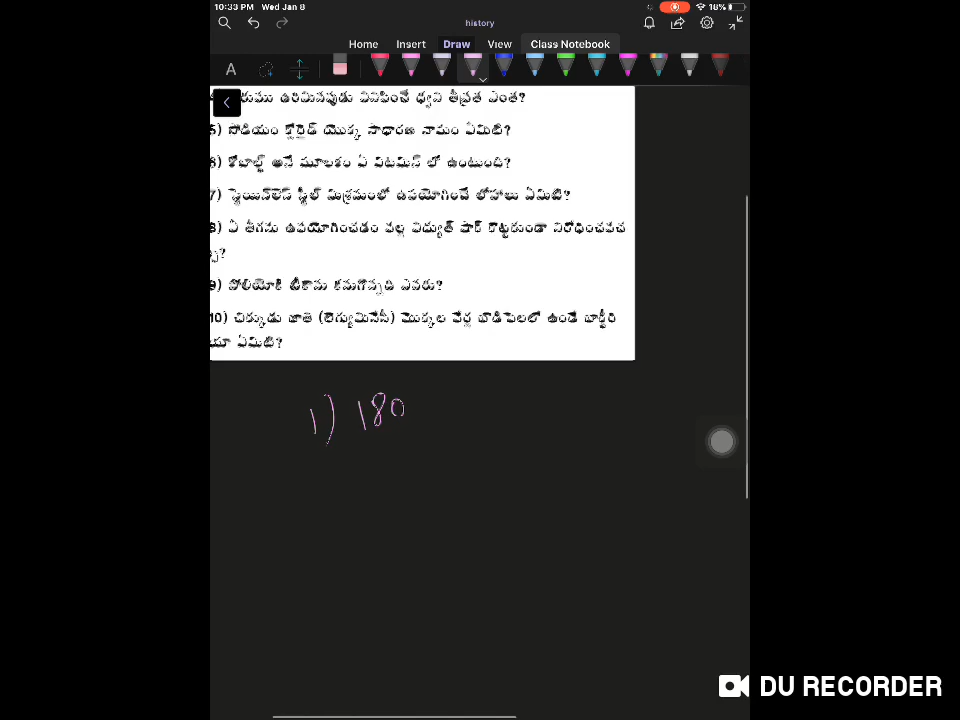 10:33 PM Wed Jan 8
18%
history
Home Insert Draw View Class Notebook
A
ఉరిమినపుడు వినిపించే ధ్వని తీవ్రత ఎంత?
5) సోడియం క్లోరైడ్ యొక్క సాధారణ నామం ఏమిటి?
6) కోబాల్ట్ అనే మూలకం ఏ విటమిన్ లో ఉంటుంది?
7) స్టెయిన్‌లెస్ స్టీల్ మిశ్రమంలో ఉపయోగించే లోహాలు ఏమిటి?
8) ఏ తీగను ఉపయోగించడం వల్ల విద్యుత్ షాక్ కొట్టకుండా నిరోధించవచ
్చు?
9) పోలియోకి టీకాను కనుగొన్నది ఎవరు?
10) చిక్కుడు జాతి (లెగ్యుమినేసీ) మొక్కల వేర్ల బొడిపెలలో ఉండే బాక్టీరి
యా ఏమిటి?
1) 180
DU RECORDER